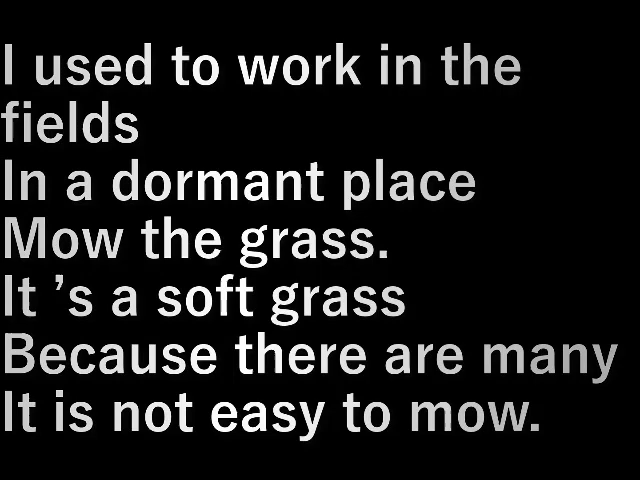 I used to work in the
fields
In a dormant place
Mow the grass.
It ’s a soft grass
Because there are many
It is not easy to mow.